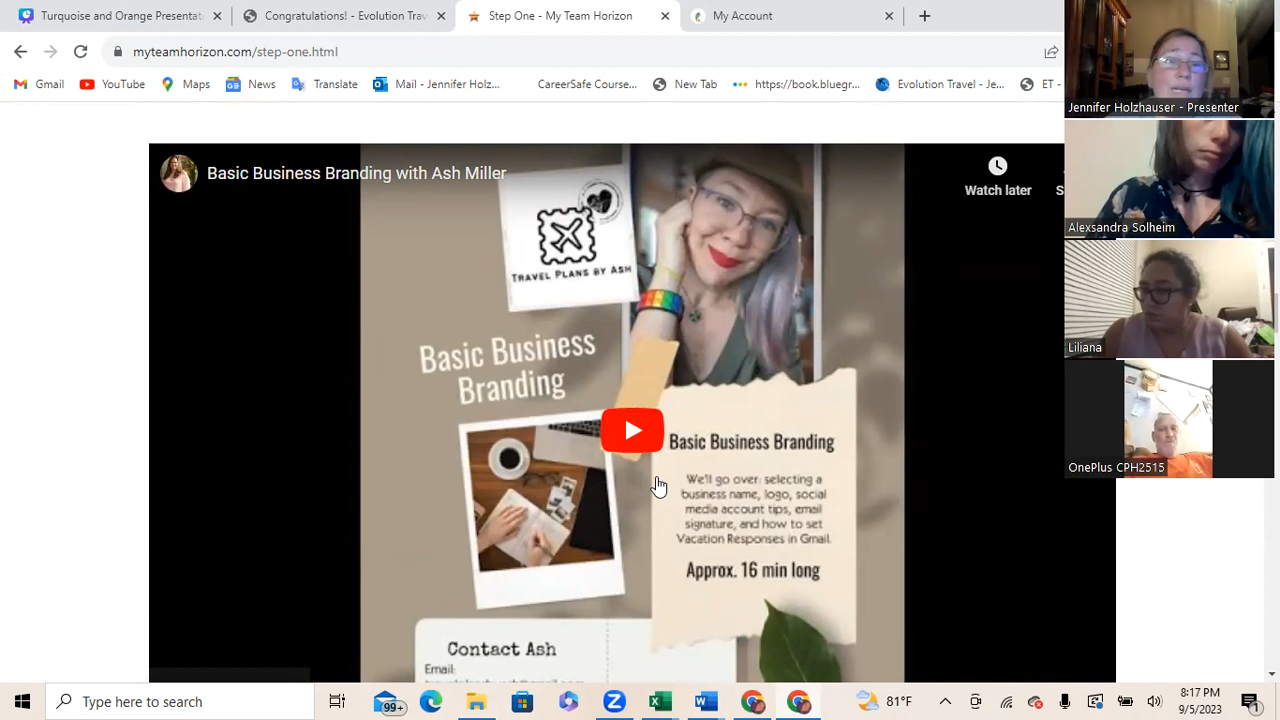 Turquoise and Orange Presentat
Congratulations! - Evolution Trave
Step One - My Team Horizon
My Account
myteamhorizon.com/step-one.html
Gmail
YouTube
Maps
News
Translate
Mail - Jennifer Holz...
CareerSafe Course
New Tab
https://book.bluegr...
Evolution Travel - Je...
ET -
Jennifer Holzhauser - Presenter
Basic Business Branding with Ash Miller
Watch later
S
Alexsandra Solheim
TRAVEL PLANS BY ASH
Liliana
Basic Business
Branding
Basic Business Branding
OnePlus CPH2515
We'll go over: selecting a
business name, logo, social
media account tips, email
signature, and how to set
Vacation Responses in Gmail.
Approx. 16 min long
Contact Ash
Email:
Type here to search
99+
81°F
8:17 PM
9/5/2023
1